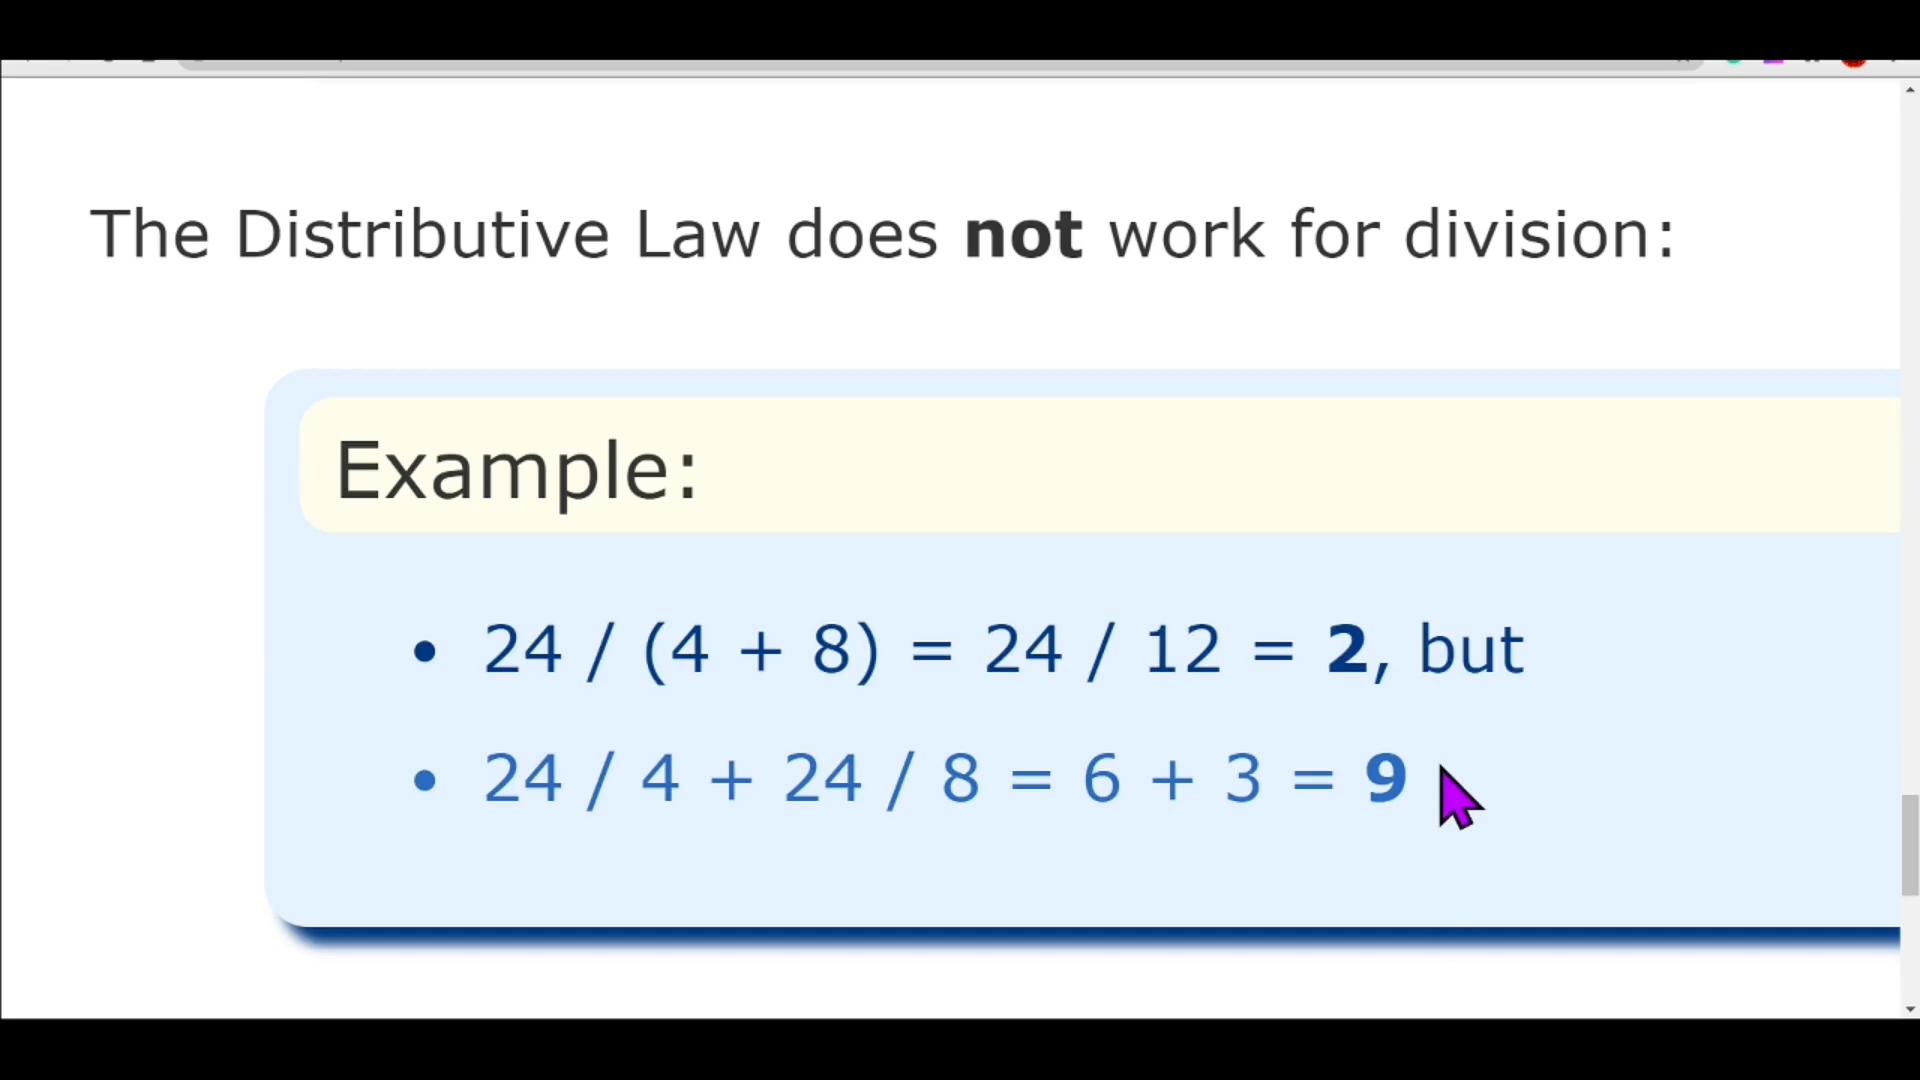 The Distributive Law does not work for division:
Example:
• 24 / (4 + 8) = 24 / 12 = 2, but
• 24 / 4 + 24 / 8 = 6 + 3 = 9